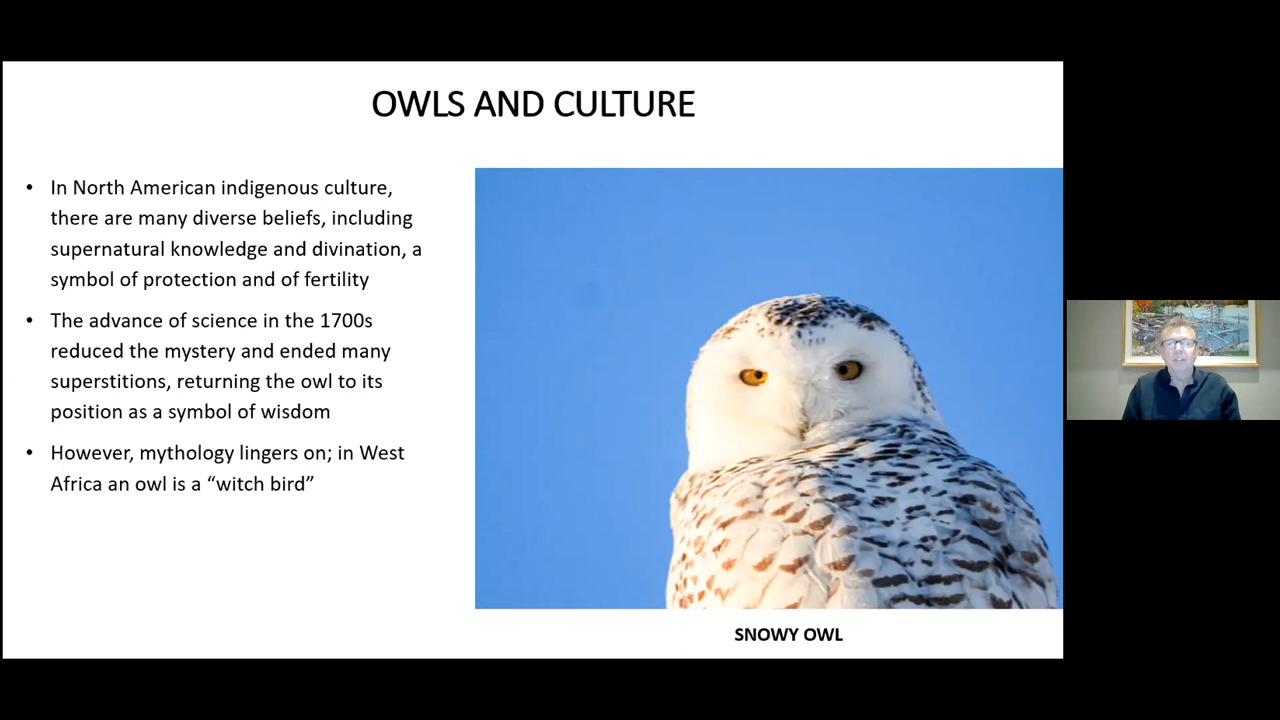 OWLS AND CULTURE
• In North American indigenous culture,
there are many diverse beliefs, including
supernatural knowledge and divination, a
symbol of protection and of fertility
• The advance of science in the 1700s
reduced the mystery and ended many
superstitions, returning the owl to its
position as a symbol of wisdom
• However, mythology lingers on; in West
Africa an owl is a “witch bird”
SNOWY OWL